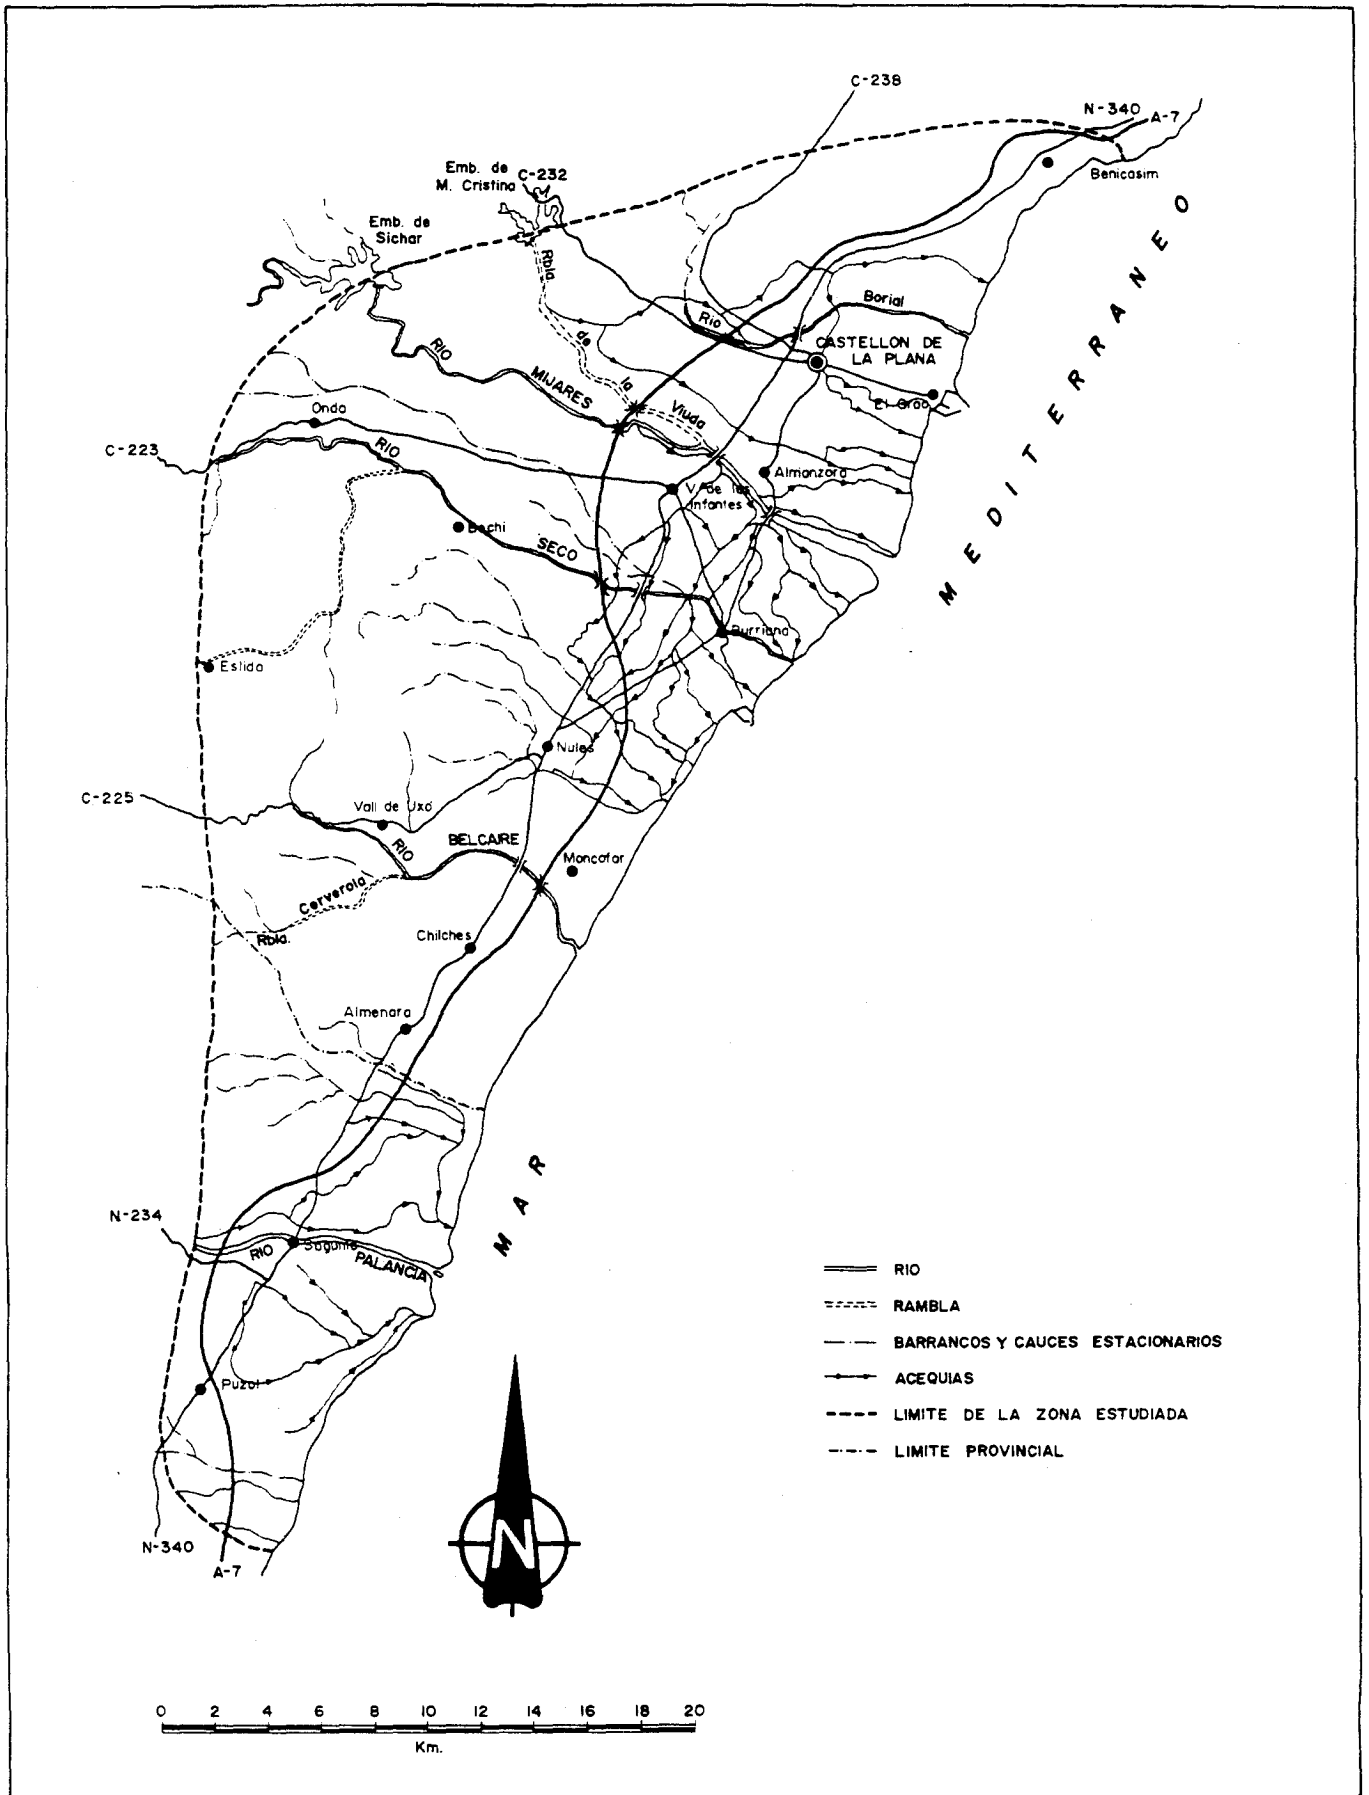 C-238
N-340
A-7
Benicasim
Emb. de
M. Cristina
C-232
Emb. de
Sichar
Rbla
de
la
Viuda
Rio
Borial
CASTELLON DE
LA PLANA
El Grao
RIO
MIJARES
Onda
C-223
RIO
SECO
Almanzora
V. de los
Infantes
Bechi
Burriana
Eslida
Nules
C-225
Vall de Uxo
RIO
BELCAIRE
Moncofar
Rbla.
Cerverola
Chilches
Almenara
MAR
MEDITERRANEO
N-234
RIO
Sagunto
PALANCIA
Puzol
N-340
A-7
RIO
RAMBLA
BARRANCOS Y CAUCES ESTACIONARIOS
ACEQUIAS
LIMITE DE LA ZONA ESTUDIADA
LIMITE PROVINCIAL
N
0 2 4 6 8 10 12 14 16 18 20
Km.